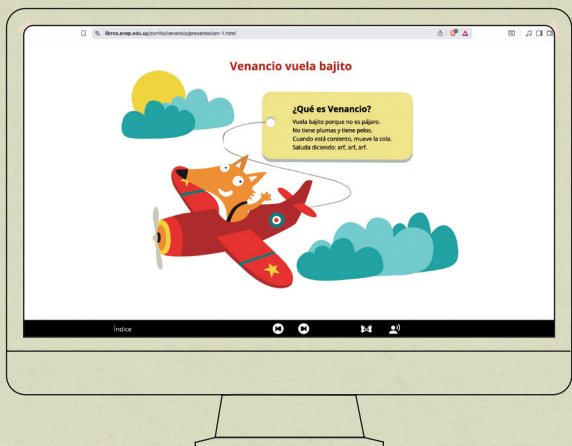 libros.anep.edu.uy/zorrito/venancio/presentacion-1.html
Venancio vuela bajito
¿Qué es Venancio?
Vuela bajito porque no es pájaro.
No tiene plumas y tiene pelos.
Cuando está contento, mueve la cola.
Saluda diciendo: arf, arf, arf.
Índice